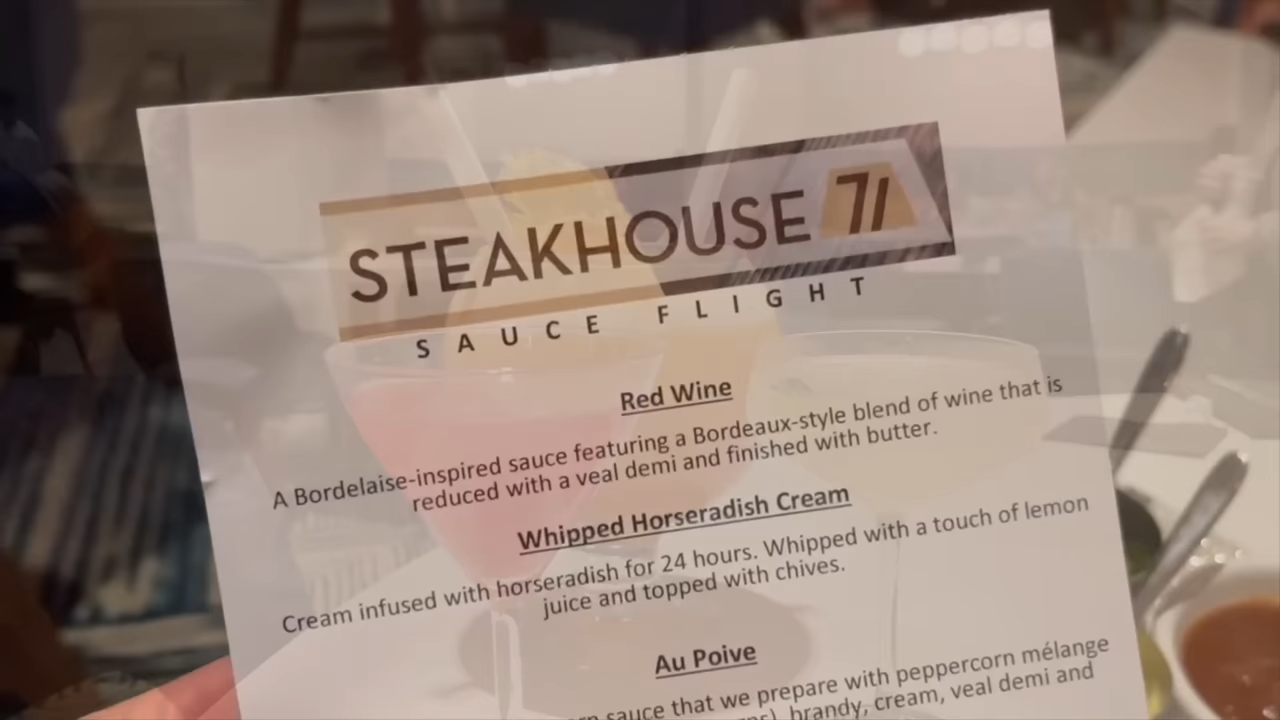 STEAKHOUSE 71
SAUCE FLIGHT
Red Wine
A Bordelaise-inspired sauce featuring a Bordeaux-style blend of wine that is
reduced with a veal demi and finished with butter.
Whipped Horseradish Cream
Cream infused with horseradish for 24 hours. Whipped with a touch of lemon
juice and topped with chives.
Au Poive
sauce that we prepare with peppercorn mélange
brandy, cream, veal demi and